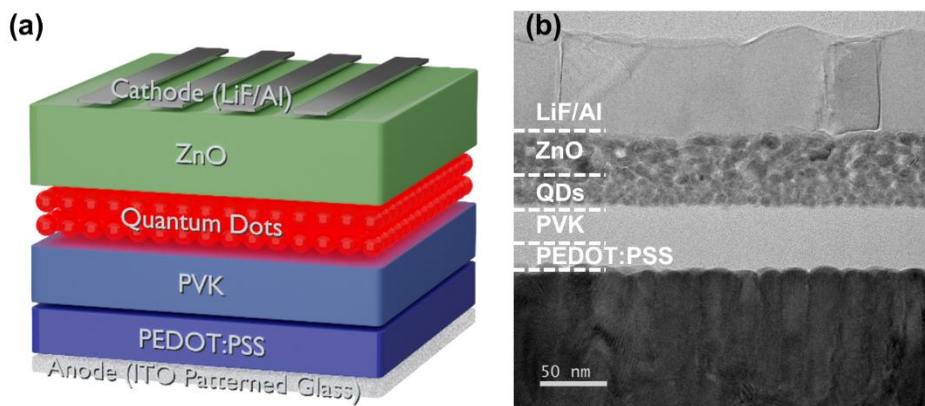 (a)
Cathode (LiF/Al)
ZnO
Quantum Dots
PVK
PEDOT:PSS
Anode (ITO Patterned Glass)
(b)
LiF/Al
ZnO
QDs
PVK
PEDOT:PSS
50 nm